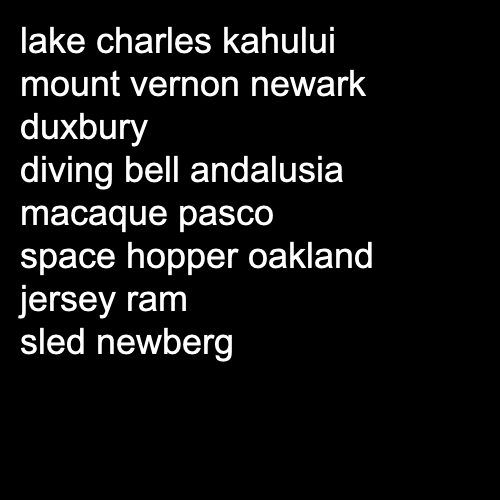 lake charles kahului
mount vernon newark
duxbury
diving bell andalusia
macaque pasco
space hopper oakland
jersey ram
sled newberg